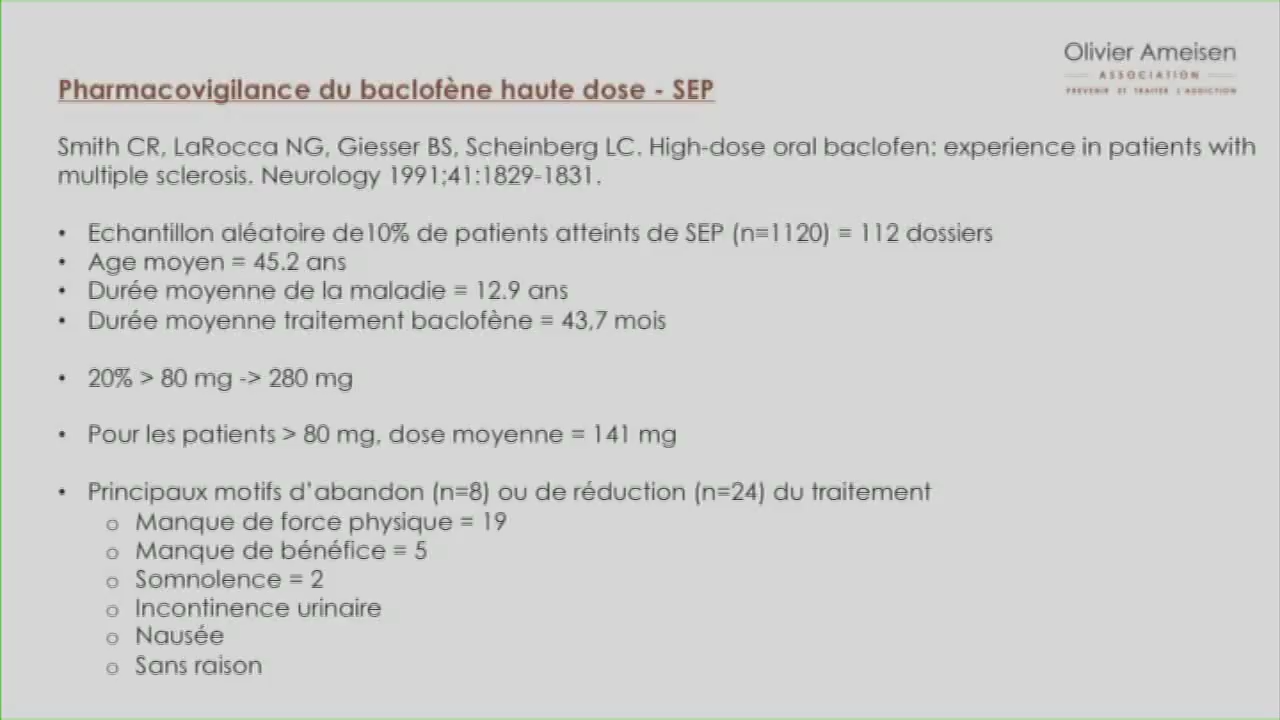 Olivier Ameisen
ASSOCIATION
PREVENIR ET TRAITER L'ADDICTION
Pharmacovigilance du baclofène haute dose - SEP
Smith CR, LaRocca NG, Giesser BS, Scheinberg LC. High-dose oral baclofen: experience in patients with
multiple sclerosis. Neurology 1991;41:1829-1831.
• Echantillon aléatoire de10% de patients atteints de SEP (n=1120) = 112 dossiers
• Age moyen = 45.2 ans
• Durée moyenne de la maladie = 12.9 ans
• Durée moyenne traitement baclofène = 43,7 mois
• 20% > 80 mg -> 280 mg
• Pour les patients > 80 mg, dose moyenne = 141 mg
• Principaux motifs d'abandon (n=8) ou de réduction (n=24) du traitement
o Manque de force physique = 19
o Manque de bénéfice = 5
o Somnolence = 2
o Incontinence urinaire
o Nausée
o Sans raison